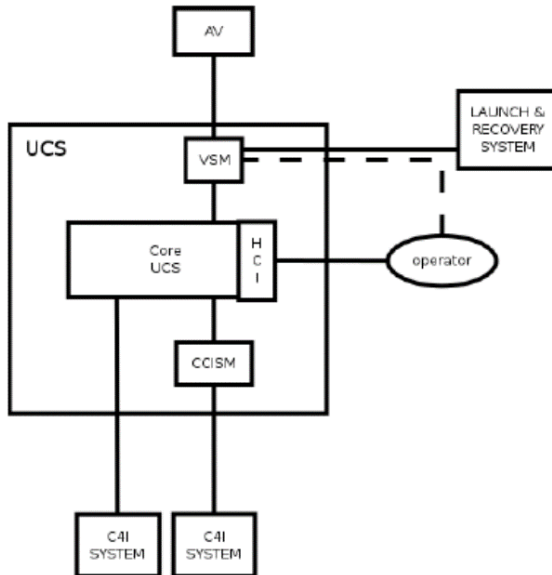 AV
LAUNCH &
RECOVERY
SYSTEM
UCS
VSM
Core
UCS
H
C
I
operator
CCISM
C4I
SYSTEM
C4I
SYSTEM